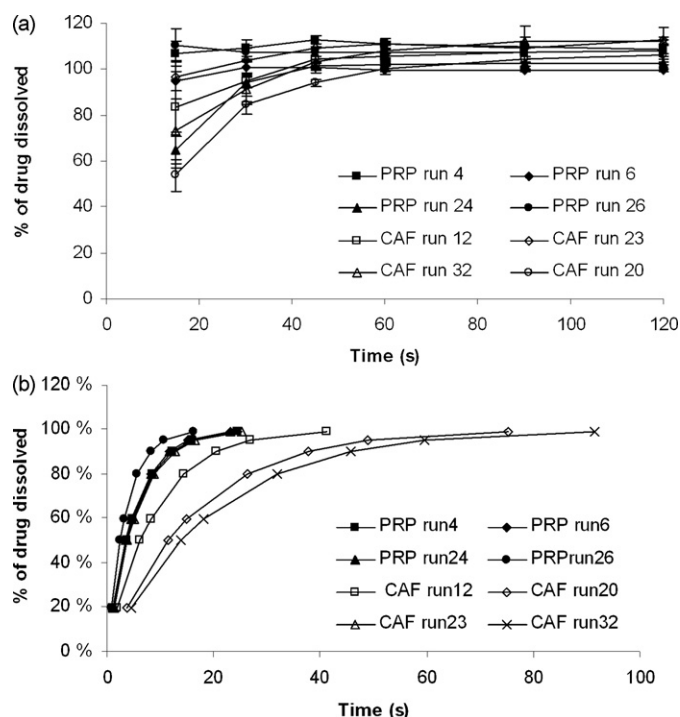 (a)
120
100
80
60
40
20
0
% of drug dissolved
PRP run 4 PRP run 6
PRP run 24 PRP run 26
CAF run 12 CAF run 23
CAF run 32 CAF run 20
20 40 60 80 100 120
Time (s)
(b)
120 %
100 %
80 %
60 %
40 %
20 %
0 %
% of drug dissolved
PRP run4 PRP run6
PRP run24 PRPrun26
CAF run12 CAF run20
CAF run23 CAF run32
0 20 40 60 80 100
Time (s)